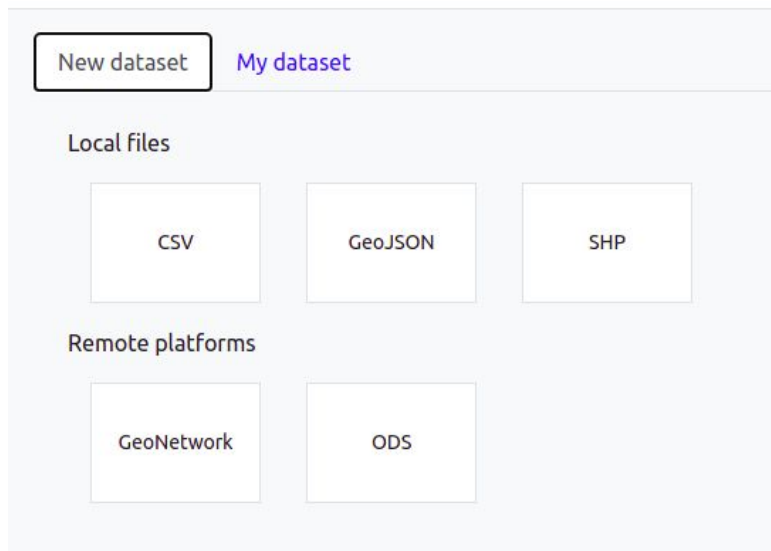 New dataset My dataset
Local files
CSV GeoJSON SHP
Remote platforms
GeoNetwork ODS